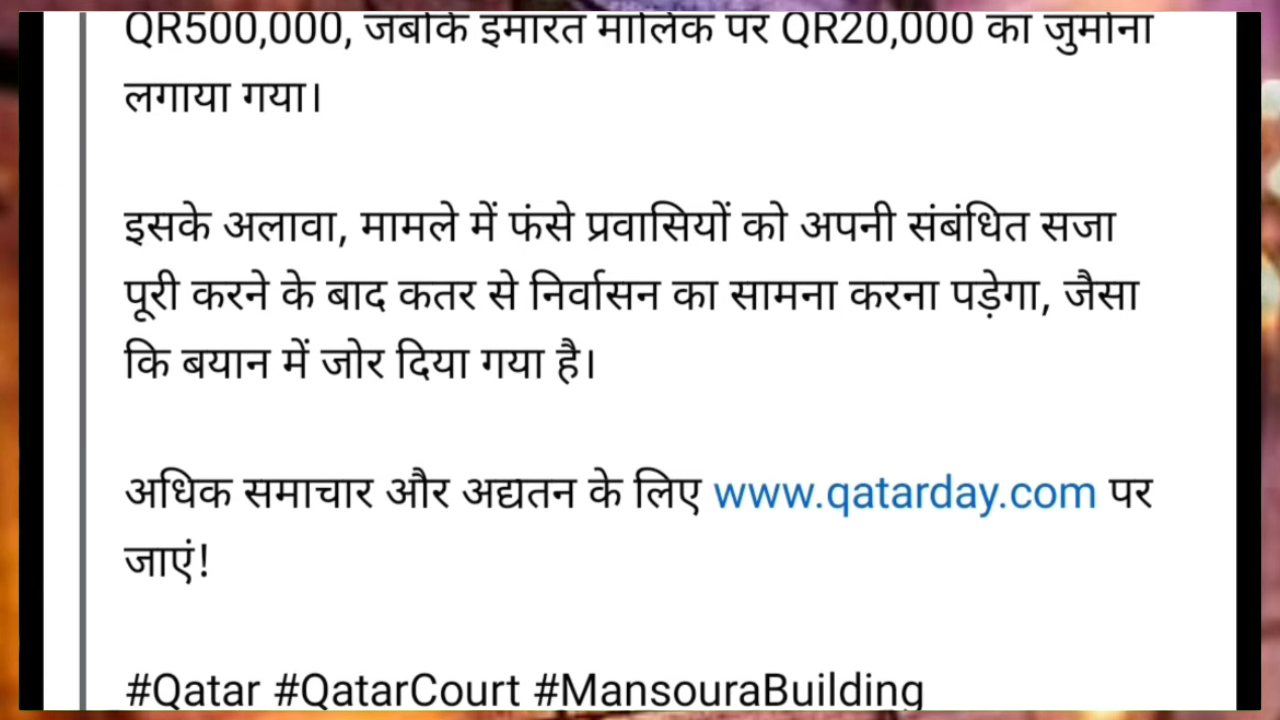 QR500,000, जबकि इमारत मालिक पर QR20,000 का जुर्माना
लगाया गया।
इसके अलावा, मामले में फंसे प्रवासियों को अपनी संबंधित सजा
पूरी करने के बाद कतर से निर्वासन का सामना करना पड़ेगा, जैसा
कि बयान में जोर दिया गया है।
अधिक समाचार और अद्यतन के लिए www.qatarday.com पर
जाएं!
#Qatar #QatarCourt #MansouraBuilding